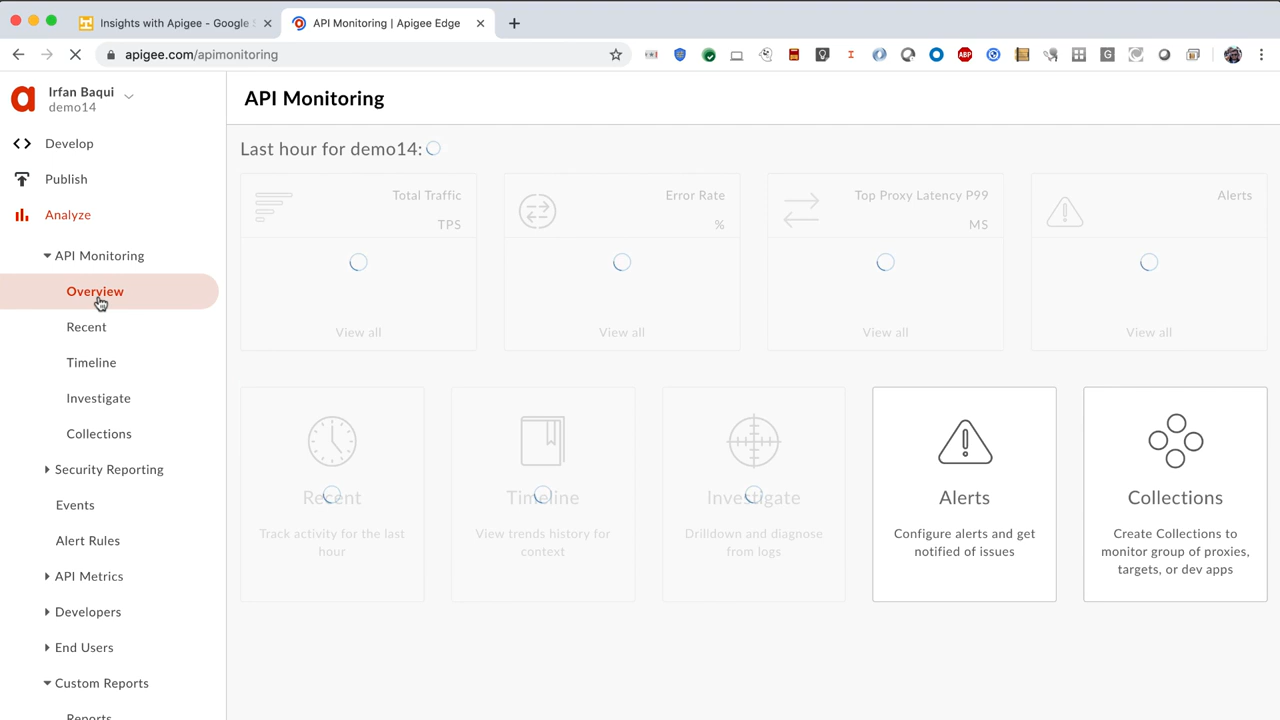 Insights with Apigee - Google
API Monitoring | Apigee Edge
apigee.com/apimonitoring
ABP
G
Irfan Baqui
demo14
Develop
Publish
Analyze
API Monitoring
Overview
Recent
Timeline
Investigate
Collections
Security Reporting
Events
Alert Rules
API Metrics
Developers
End Users
Custom Reports
Reports
API Monitoring
Last hour for demo14:
Total Traffic
TPS
View all
Error Rate
%
View all
Top Proxy Latency P99
MS
View all
Alerts
View all
Recent
Track activity for the last
hour
Timeline
View trends history for
context
Investigate
Drilldown and diagnose
from logs
Alerts
Configure alerts and get
notified of issues
Collections
Create Collections to
monitor group of proxies,
targets, or dev apps